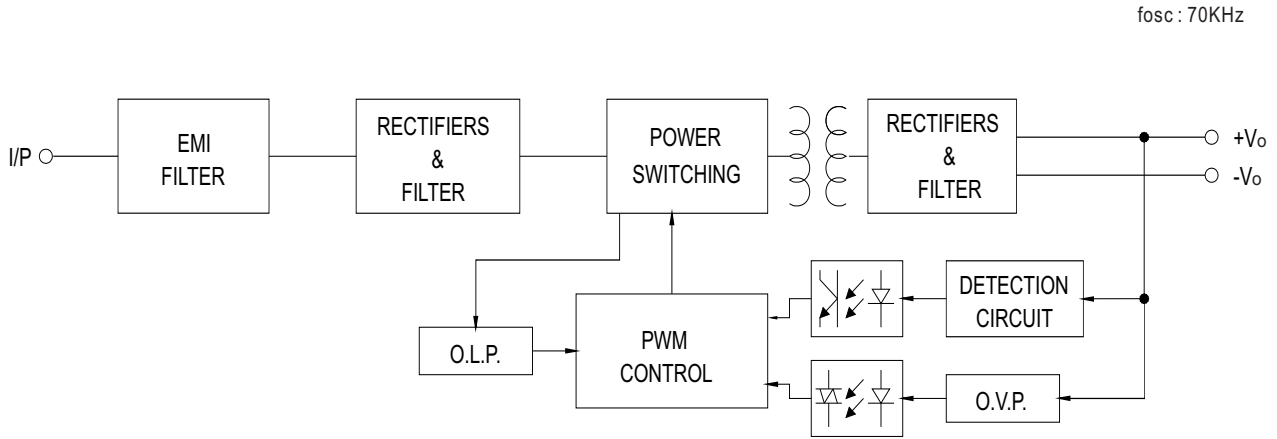 fosc : 70KHz
I/P
EMI
FILTER
RECTIFIERS
&
FILTER
POWER
SWITCHING
RECTIFIERS
&
FILTER
+Vo
-Vo
O.L.P.
PWM
CONTROL
DETECTION
CIRCUIT
O.V.P.